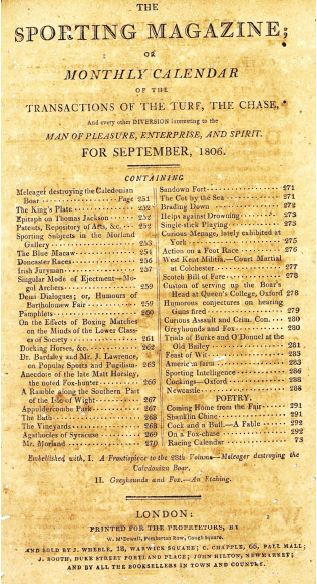 THE
SPORTING MAGAZINE;
OR
MONTHLY CALENDAR
OF THE
TRANSACTIONS OF THE TURF, THE CHASE,
And every other DIVERSION interesting to the
MAN OF PLEASURE, ENTERPRISE, AND SPIRIT.
FOR SEPTEMBER, 1806.
CONTAINING
Meleager destroying the Caledonian
Boar Page 251
The King's Plate 252
Epitaph on Thomas Jackson 252
Patents, Repository of Arts, &c. 252
Sporting Subjects in the Morland
Gallery 253
The Blue Macaw 254
Doncaster Races 256
Irish Juryman 257
Singular Mode of Ejectment—Mo-
gol Archers 259
Demi Dialogues; or, Humours of
Bartholomew Fair 259
Pamphlets 260
On the Effects of Boxing Matches
on the Minds of the Lower Class-
es of Society 261
Docking Horses, &c. 262
Dr. Bardsley and Mr. J. Lawrence,
on Popular Sports and Pugilism 263
Anecdote of the late Matt Horsley,
the noted Fox-hunter 266
A Ramble along the Southern Part
of the Isle of Wight 267
Appuldercombe Park 267
The Bath 268
The Vineyards 268
Agathocles of Syracuse 269
Mr. Morland 270
Sandown Fort 271
The Cot by the Sea 271
Brading Down 272
Helps against Drowning 273
Single-stick Playing 273
Curious Menage, lately exhibited at
York 275
Action on a Foot Race 276
West Kent Militia—Court Martial
at Colchester 277
Scotch Bill of Fare 278
Custom of serving up the Boar's
Head at Queen's College, Oxford 278
Humorous conjectures on hearing
Guns fired 279
Curious Assault and Crim. Con. 280
Greyhounds and Fox 280
Trials of Burke and O'Donnel at the
Old Bailey 281
Feast of Wit 283
American 285
Sporting Intelligence 286
Cockings—Oxford 288
Newcastle 288
POETRY.
Coming Home from the Fair 291
Shanklin Chine 291
Cock and a Bull—A Fable 292
On a Fox-chase 292
Racing Calendar 73
Embellished with, I. A Frontispiece to the 28th Volume—Meleager destroying the
Caledonian Boar.
II. Greyhounds and Fox.—An Etching.
LONDON:
PRINTED FOR THE PROPRIETORS, BY
W. McDowall, Pemberton Row, Gough Square.
AND SOLD BY J. WHEBLE, 18, WARWICK SQUARE; C. CHAPPLE, 66, PALL MALL;
J. BOOTH, DUKE STREET PORTLAND PLACE; JOHN HILTON, NEWMARKET;
AND BY ALL THE BOOKSELLERS IN TOWN AND COUNTRY.